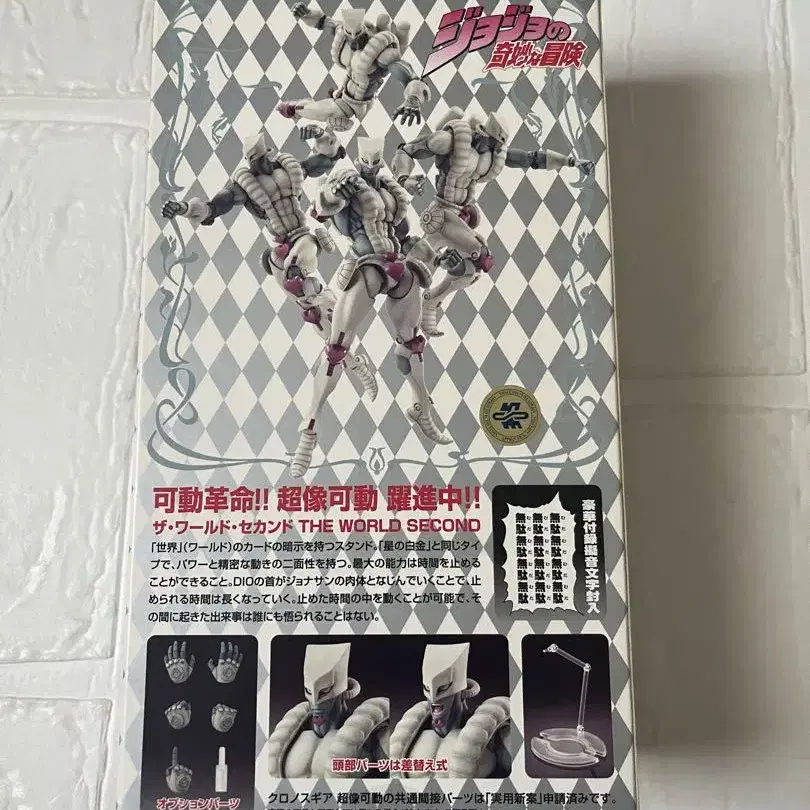 ジョジョの
奇妙な冒険
可動革命!! 超像可動 躍進中!!
ザ・ワールド・セカンド THE WORLD SECOND
「世界」(ワールド)のカードの暗示を持つスタンド。「星の白金」と同じタイ
プで、パワーと精密な動きの二面性を持つ。最大の能力は時間を止める
ことができること。DIOの首がジョナサンの肉体となじんでいくことで、止
められる時間は長くなっていく。止めた時間の中を動くことが可能で、そ
の間に起きた出来事は誰にも悟られることはない。
無駄無駄無駄
無駄無駄無駄
無駄無駄無駄
無駄無駄無駄
豪華付録擬音文字封入
オプションパーツ
頭部パーツは差替え式
クロノスギア 超像可動の共通間接パーツは「実用新案」申請済みです。